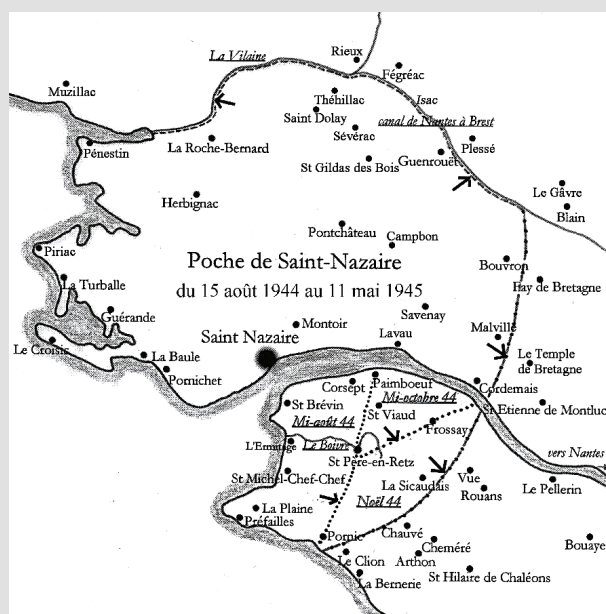 Rieux
La Vilaine
Fégréac
Muzillac
Théhillac
Isac
Saint Dolay
canal de Nantes à Brest
Sévérac
Plessé
Pénestin
La Roche-Bernard
Guenrouët
St Gildas des Bois
Le Gâvre
Herbignac
Blain
Pontchâteau
Campbon
Piriac
Poche de Saint-Nazaire
Bouvron
La Turballe
Fay de Bretagne
du 15 août 1944 au 11 mai 1945
Guérande
Savenay
Montoir
Malville
Saint Nazaire
Lavau
Le Croisic
La Baule
Le Temple
de Bretagne
Pornichet
Corsept
Paimboeuf
Cordemais
Mi-octobre 44
St Brévin
St Viaud
St Etienne de Montluc
Mi-août 44
Frossay
L'Ermitage
Le Boivre
vers Nantes
St Père-en-Retz
St Michel-Chef-Chef
Vue
La Sicaudais
Le Pellerin
Rouans
Noël 44
La Plaine
Préfailles
Chauvé
Pornic
Cheméré
Bouaye
Le Clion
Arthon
La Bernerie
St Hilaire de Chaléons